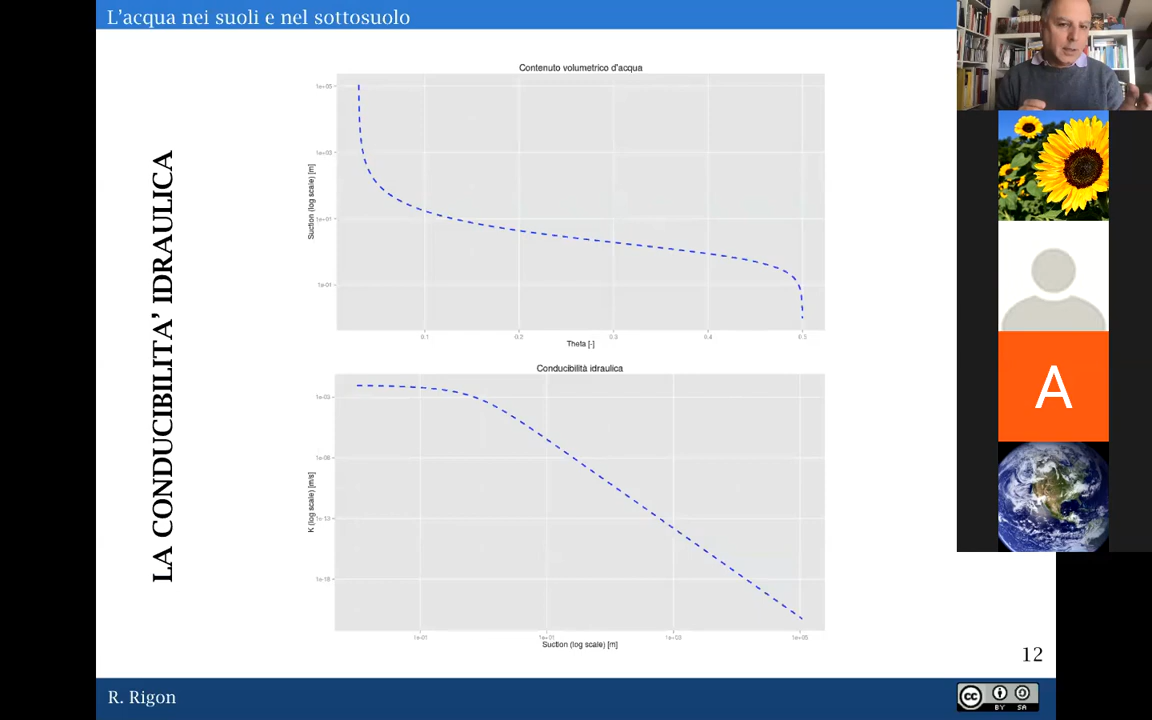 L'acqua nei suoli e nel sottosuolo
LA CONDUCIBILITA' IDRAULICA
Contenuto volumetrico d'acqua
Suction (log scale) [m]
1e+05
1e+03
1e+01
1e-01
0.1 0.2 0.3 0.4 0.5
Theta [-]
Conducibilità idraulica
K (log scale) [m/s]
1e-03
1e-08
1e-13
1e-18
1e-01 1e+01 1e+03 1e+05
Suction (log scale) [m]
A
12
R. Rigon
cc
BY SA